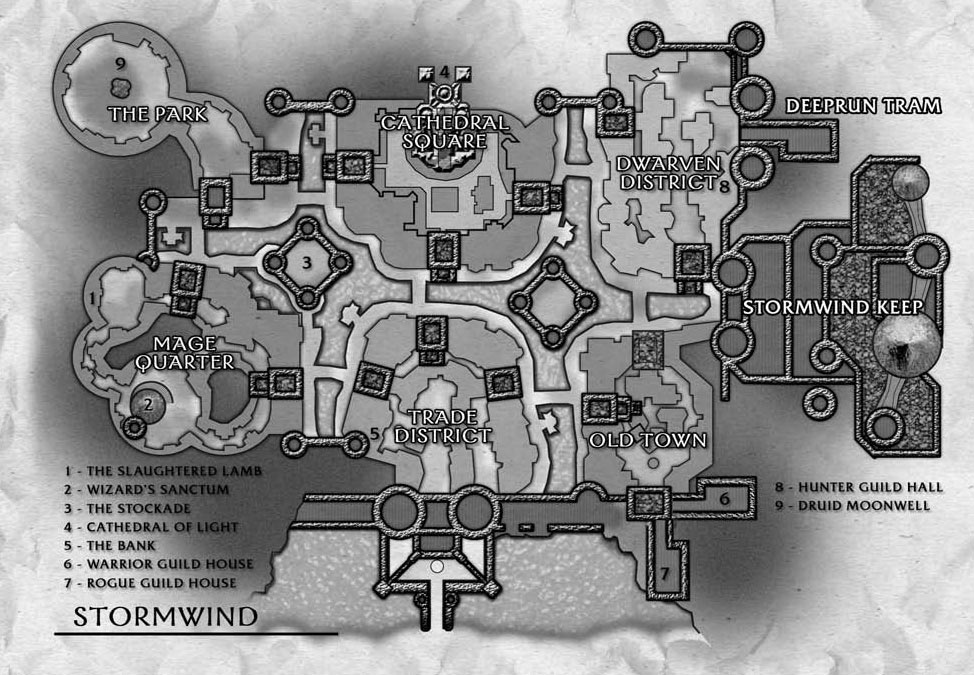 9
THE PARK
4
CATHEDRAL
SQUARE
DEEPRUN TRAM
DWARVEN
DISTRICT 8
3
1
STORMWIND KEEP
MAGE
QUARTER
2
TRADE
5 DISTRICT
OLD TOWN
1 - THE SLAUGHTERED LAMB
2 - WIZARD'S SANCTUM
3 - THE STOCKADE
4 - CATHEDRAL OF LIGHT
5 - THE BANK
6 - WARRIOR GUILD HOUSE
7 - ROGUE GUILD HOUSE
8 - HUNTER GUILD HALL
9 - DRUID MOONWELL
6
7
STORMWIND